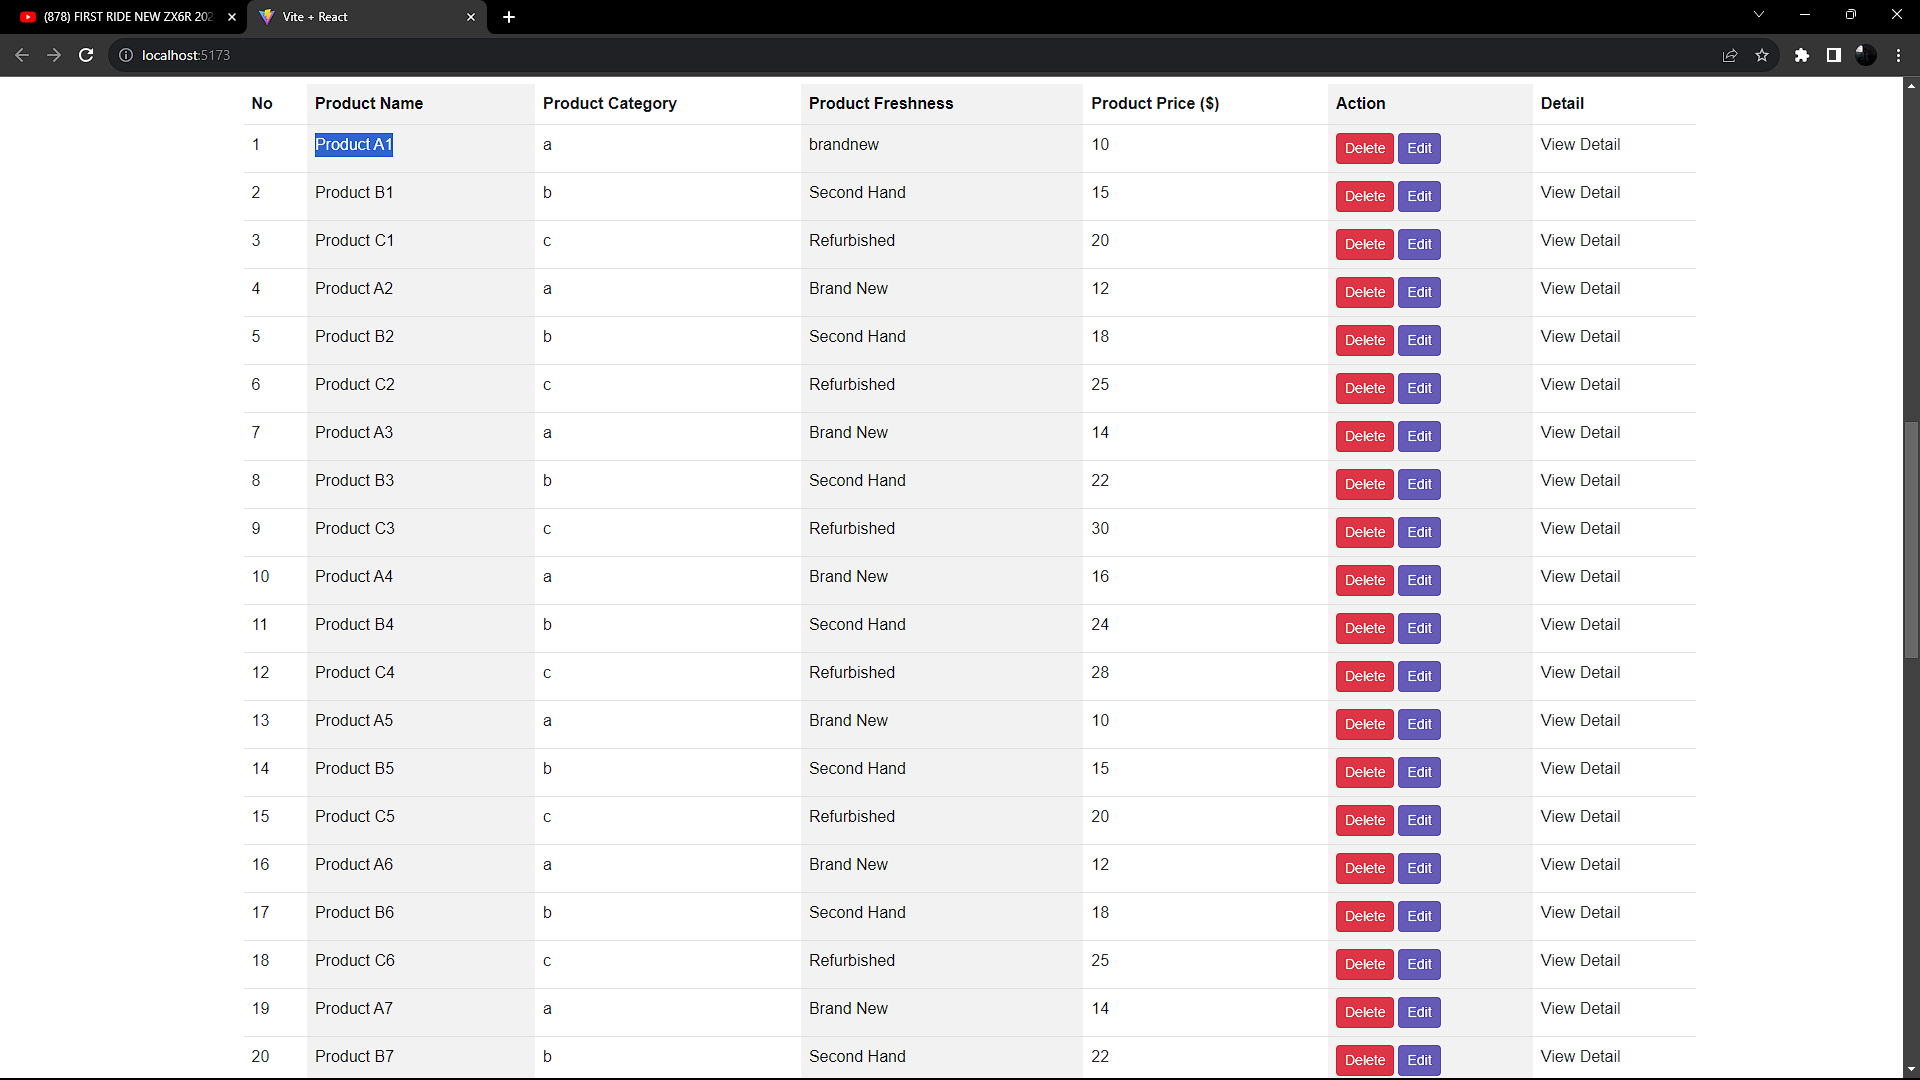 (878) FIRST RIDE NEW ZX6R 202
Vite + React
localhost:5173
No Product Name Product Category Product Freshness Product Price ($) Action Detail
1 Product A1 a brandnew 10 Delete Edit View Detail
2 Product B1 b Second Hand 15 Delete Edit View Detail
3 Product C1 c Refurbished 20 Delete Edit View Detail
4 Product A2 a Brand New 12 Delete Edit View Detail
5 Product B2 b Second Hand 18 Delete Edit View Detail
6 Product C2 c Refurbished 25 Delete Edit View Detail
7 Product A3 a Brand New 14 Delete Edit View Detail
8 Product B3 b Second Hand 22 Delete Edit View Detail
9 Product C3 c Refurbished 30 Delete Edit View Detail
10 Product A4 a Brand New 16 Delete Edit View Detail
11 Product B4 b Second Hand 24 Delete Edit View Detail
12 Product C4 c Refurbished 28 Delete Edit View Detail
13 Product A5 a Brand New 10 Delete Edit View Detail
14 Product B5 b Second Hand 15 Delete Edit View Detail
15 Product C5 c Refurbished 20 Delete Edit View Detail
16 Product A6 a Brand New 12 Delete Edit View Detail
17 Product B6 b Second Hand 18 Delete Edit View Detail
18 Product C6 c Refurbished 25 Delete Edit View Detail
19 Product A7 a Brand New 14 Delete Edit View Detail
20 Product B7 b Second Hand 22 Delete Edit View Detail